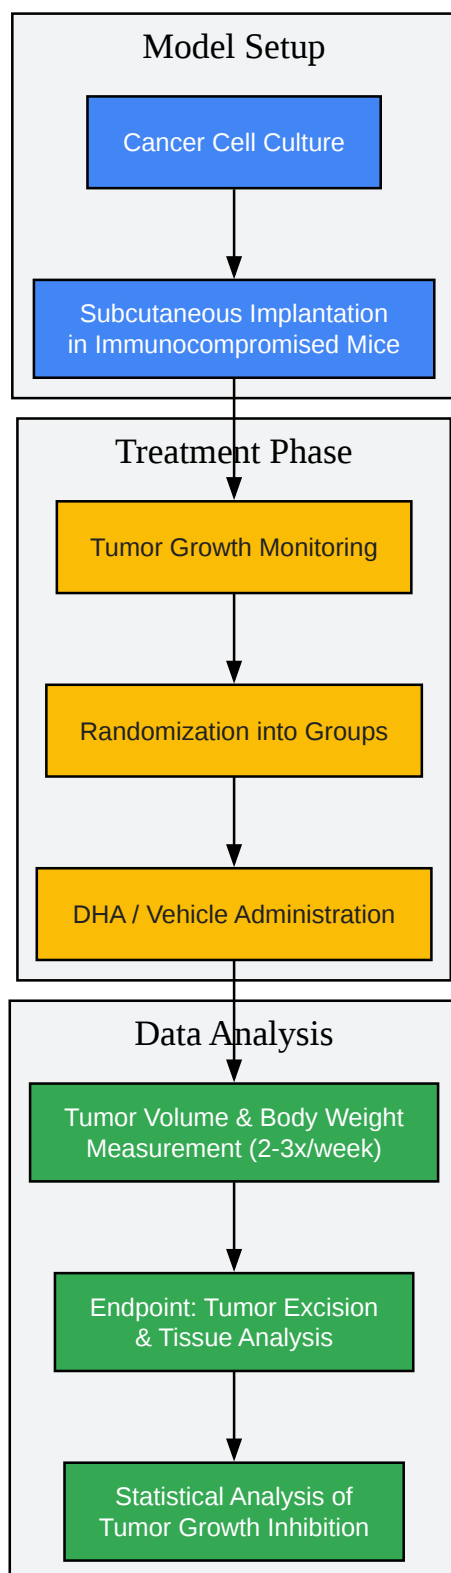 Model Setup
Cancer Cell Culture
Subcutaneous Implantation
in Immunocompromised Mice
Treatment Phase
Tumor Growth Monitoring
Randomization into Groups
DHA / Vehicle Administration
Data Analysis
Tumor Volume & Body Weight
Measurement (2-3x/week)
Endpoint: Tumor Excision
& Tissue Analysis
Statistical Analysis of
Tumor Growth Inhibition